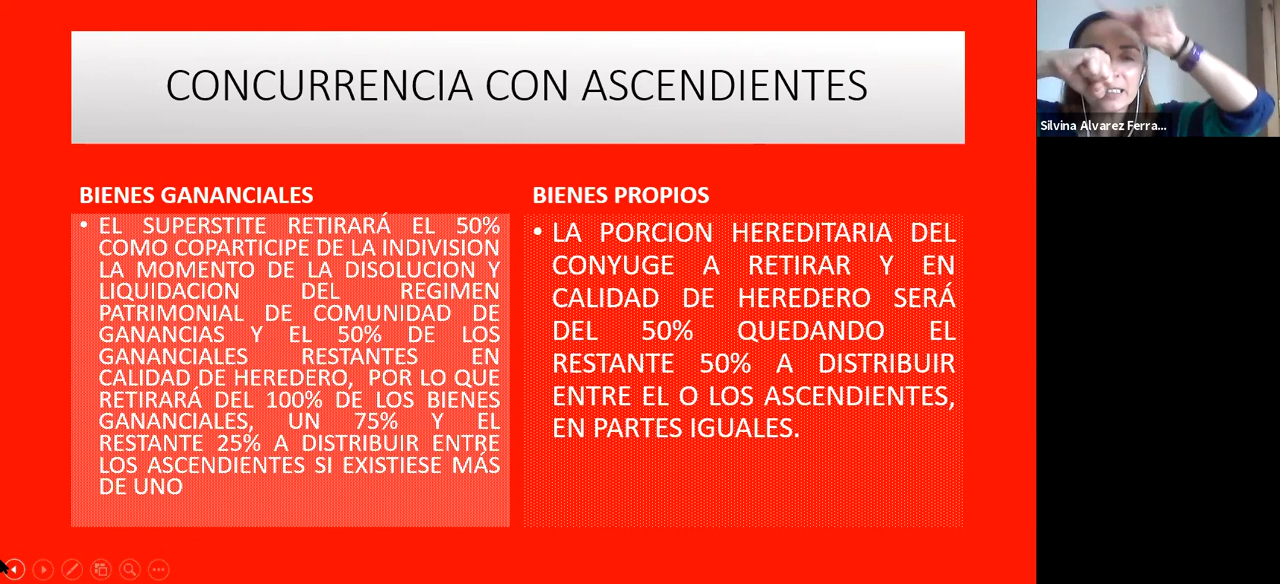 CONCURRENCIA CON ASCENDIENTES
BIENES GANANCIALES
• EL SUPERSTITE RETIRARÁ EL 50%
COMO COPARTICIPE DE LA INDIVISION
LA MOMENTO DE LA DISOLUCION Y
LIQUIDACION DEL REGIMEN
PATRIMONIAL DE COMUNIDAD DE
GANANCIAS Y EL 50% DE LOS
GANANCIALES RESTANTES EN
CALIDAD DE HEREDERO, POR LO QUE
RETIRARÁ DEL 100% DE LOS BIENES
GANANCIALES, UN 75% Y EL
RESTANTE 25% A DISTRIBUIR ENTRE
LOS ASCENDIENTES SI EXISTIESE MÁS
DE UNO
BIENES PROPIOS
• LA PORCION HEREDITARIA DEL
CONYUGE A RETIRAR Y EN
CALIDAD DE HEREDERO SERÁ
DEL 50% QUEDANDO EL
RESTANTE 50% A DISTRIBUIR
ENTRE EL O LOS ASCENDIENTES,
EN PARTES IGUALES.
Silvina Alvarez Ferra...